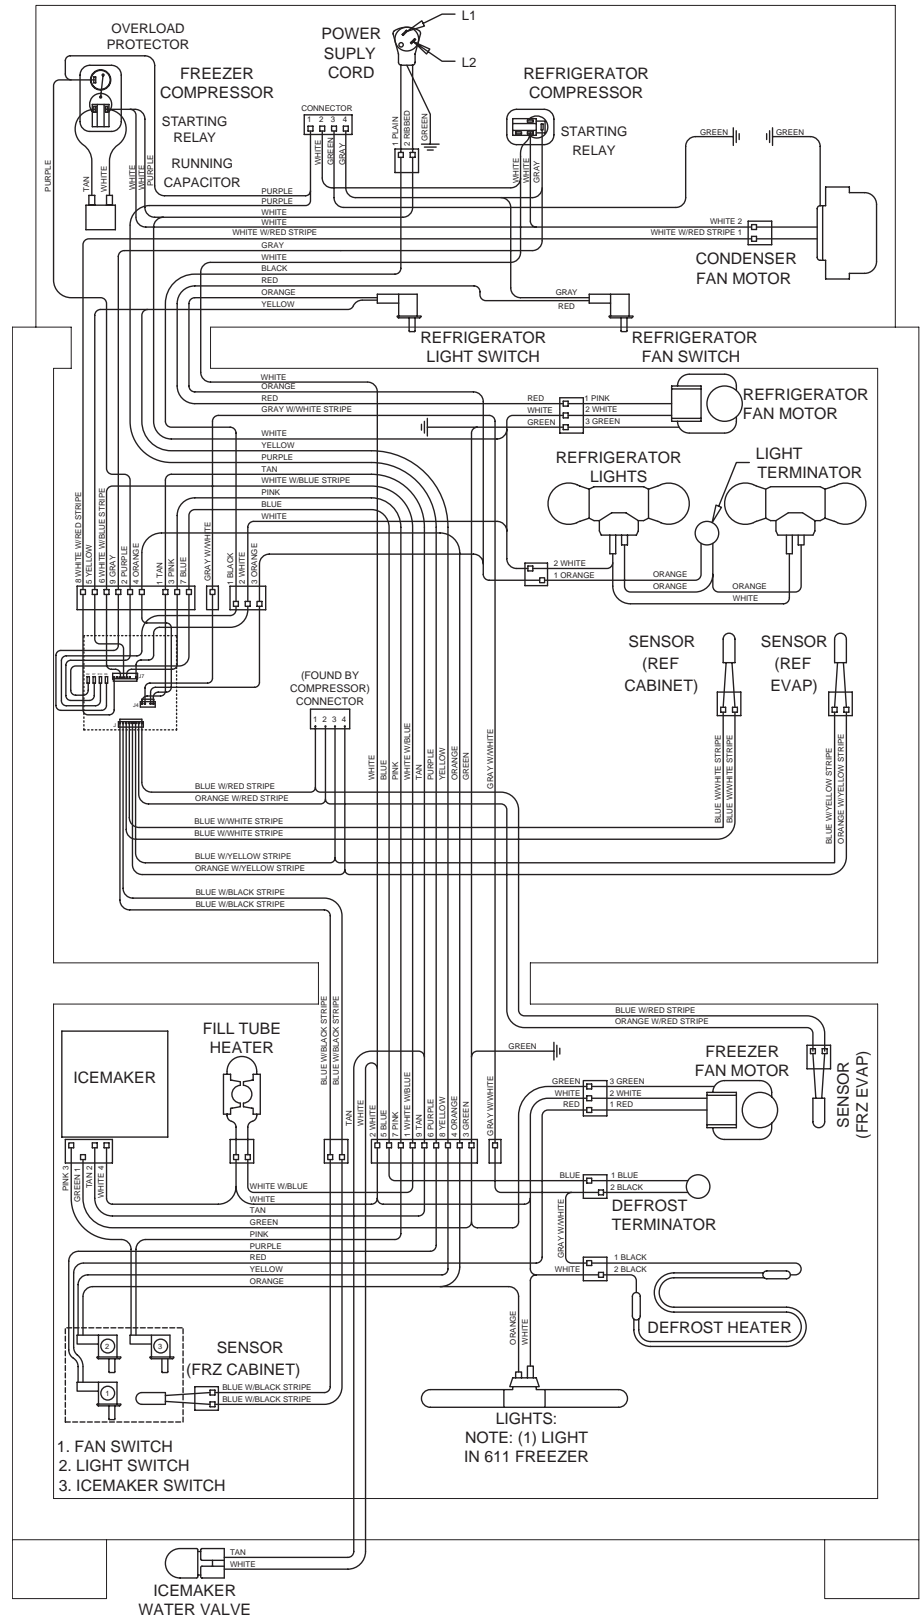 L1
L2
OVERLOAD
PROTECTOR
POWER
SUPLY
CORD
FREEZER
COMPRESSOR
REFRIGERATOR
COMPRESSOR
CONNECTOR
1 2 3 4
STARTING
RELAY
STARTING
RELAY
RUNNING
CAPACITOR
PURPLE
TAN
WHITE
WHITE
WHITE
PURPLE
WHITE
GREEN
GRAY
1 PLAIN
2 RIBBED
GREEN
WHITE
WHITE
GRAY
GREEN
GREEN
PURPLE
PURPLE
WHITE
WHITE
WHITE W/RED STRIPE
GRAY
WHITE
BLACK
RED
ORANGE
YELLOW
WHITE 2
WHITE W/RED STRIPE 1
CONDENSER
FAN MOTOR
GRAY
RED
REFRIGERATOR
LIGHT SWITCH
REFRIGERATOR
FAN SWITCH
WHITE
ORANGE
RED
GRAY W/WHITE STRIPE
WHITE
YELLOW
PURPLE
TAN
WHITE W/BLUE STRIPE
PINK
BLUE
WHITE
RED
WHITE
GREEN
1 PINK
2 WHITE
3 GREEN
REFRIGERATOR
FAN MOTOR
REFRIGERATOR
LIGHTS
LIGHT
TERMINATOR
8 WHITE W/RED STRIPE
5 YELLOW
6 WHITE W/BLUE STRIPE
9 GRAY
2 PURPLE
4 ORANGE
1 TAN
3 PINK
7 BLUE
GRAY W/WHITE
1 BLACK
2 WHITE
3 ORANGE
2 WHITE
1 ORANGE
ORANGE
ORANGE
ORANGE
WHITE
SENSOR
(REF
CABINET)
SENSOR
(REF
EVAP)
J7
J4
(FOUND BY
COMPRESSOR)
CONNECTOR
1 2 3 4
WHITE
BLUE
PINK
WHITE W/BLUE
TAN
PURPLE
YELLOW
ORANGE
GREEN
GRAY W/WHITE
BLUE W/WHITE STRIPE
BLUE W/WHITE STRIPE
BLUE W/YELLOW STRIPE
ORANGE W/YELLOW STRIPE
BLUE W/RED STRIPE
ORANGE W/RED STRIPE
BLUE W/WHITE STRIPE
BLUE W/WHITE STRIPE
BLUE W/YELLOW STRIPE
ORANGE W/YELLOW STRIPE
BLUE W/BLACK STRIPE
BLUE W/BLACK STRIPE
BLUE W/BLACK STRIPE
BLUE W/BLACK STRIPE
BLUE W/RED STRIPE
ORANGE W/RED STRIPE
ICEMAKER
FILL TUBE
HEATER
GREEN
FREEZER
FAN MOTOR
SENSOR
(FRZ EVAP)
GREEN
WHITE
RED
3 GREEN
2 WHITE
1 RED
TAN
WHITE
2 WHITE
5 BLUE
7 PINK
1 WHITE W/BLUE
9 TAN
6 PURPLE
8 YELLOW
4 ORANGE
3 GREEN
GRAY W/WHITE
PINK 3
GREEN 1
TAN 2
WHITE 4
WHITE W/BLUE
WHITE
TAN
GREEN
PINK
PURPLE
RED
YELLOW
ORANGE
BLUE
1 BLUE
2 BLACK
DEFROST
TERMINATOR
GRAY W/WHITE
WHITE
1 BLACK
2 BLACK
DEFROST HEATER
ORANGE
WHITE
2
3
1
SENSOR
(FRZ CABINET)
BLUE W/BLACK STRIPE
BLUE W/BLACK STRIPE
LIGHTS:
NOTE: (1) LIGHT
IN 611 FREEZER
1. FAN SWITCH
2. LIGHT SWITCH
3. ICEMAKER SWITCH
TAN
WHITE
ICEMAKER
WATER VALVE